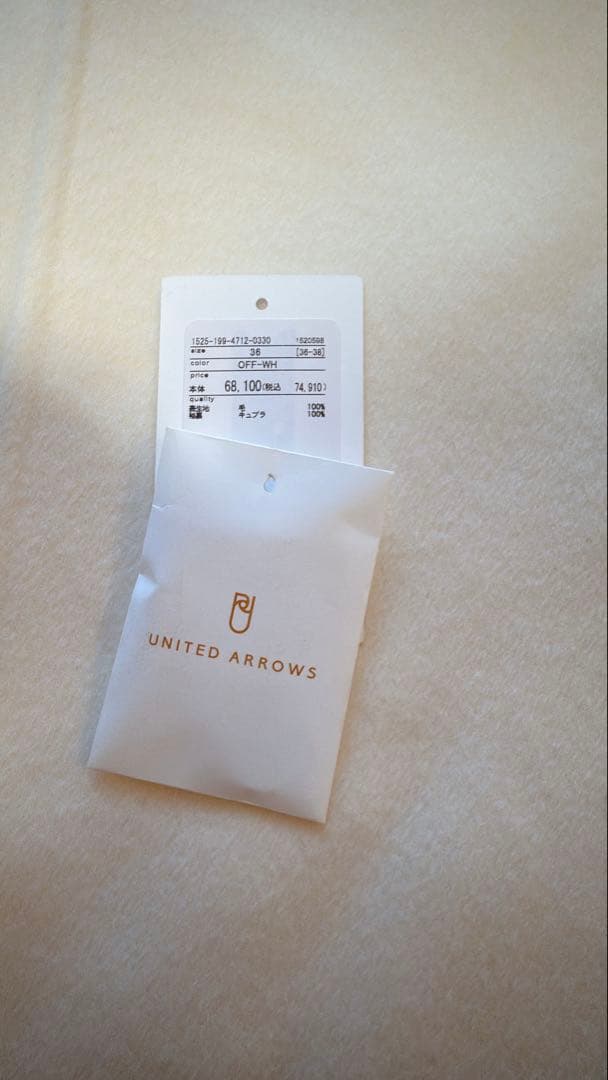 1525-199-4712-0330 1520598
size 36 [36-38]
color OFF-WH
price
本体 68,100(税込 74,910)
quality
表生地 毛 100%
裏 キュプラ 100%
UNITED ARROWS